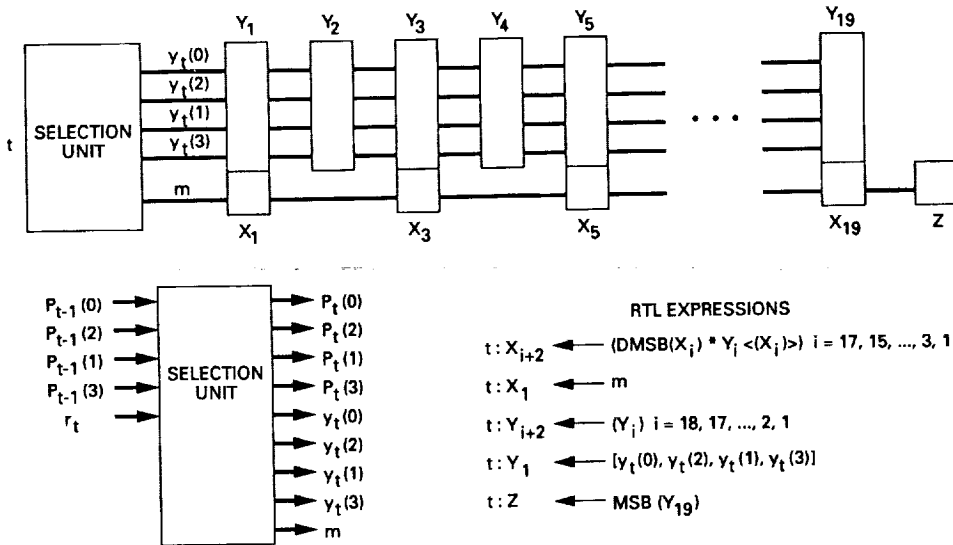 Y1 Y2 Y3 Y4 Y5 Y19
t
SELECTION
UNIT
yt(0)
yt(2)
yt(1)
yt(3)
m
• • •
X1 X3 X5 X19 Z
Pt-1(0)
Pt-1(2)
Pt-1(1)
Pt-1(3)
rt
SELECTION
UNIT
Pt(0)
Pt(2)
Pt(1)
Pt(3)
yt(0)
yt(2)
yt(1)
yt(3)
m
RTL EXPRESSIONS
t : Xi+2 ← (DMSB(Xi) * Yi <(Xi)>) i = 17, 15, ..., 3, 1
t : X1 ← m
t : Yi+2 ← (Yi) i = 18, 17, ..., 2, 1
t : Y1 ← [yt(0), yt(2), yt(1), yt(3)]
t : Z ← MSB (Y19)